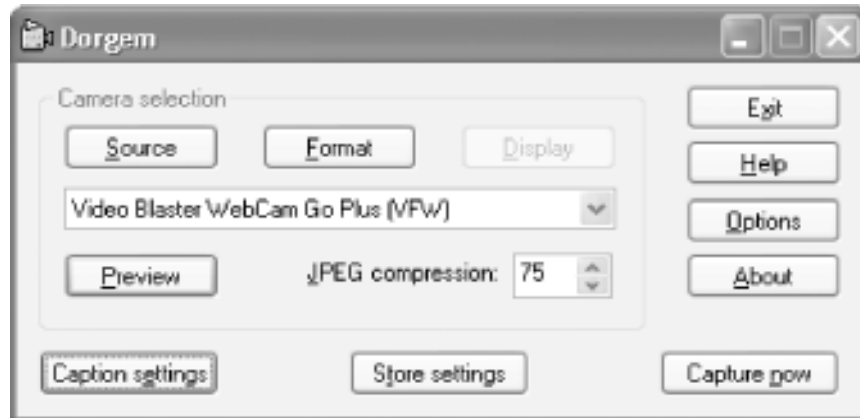 Dorgem
Camera selection
Source Format Display
Video Blaster WebCam Go Plus (VFW)
Preview JPEG compression: 75
Exit
Help
Options
About
Caption settings Store settings Capture now